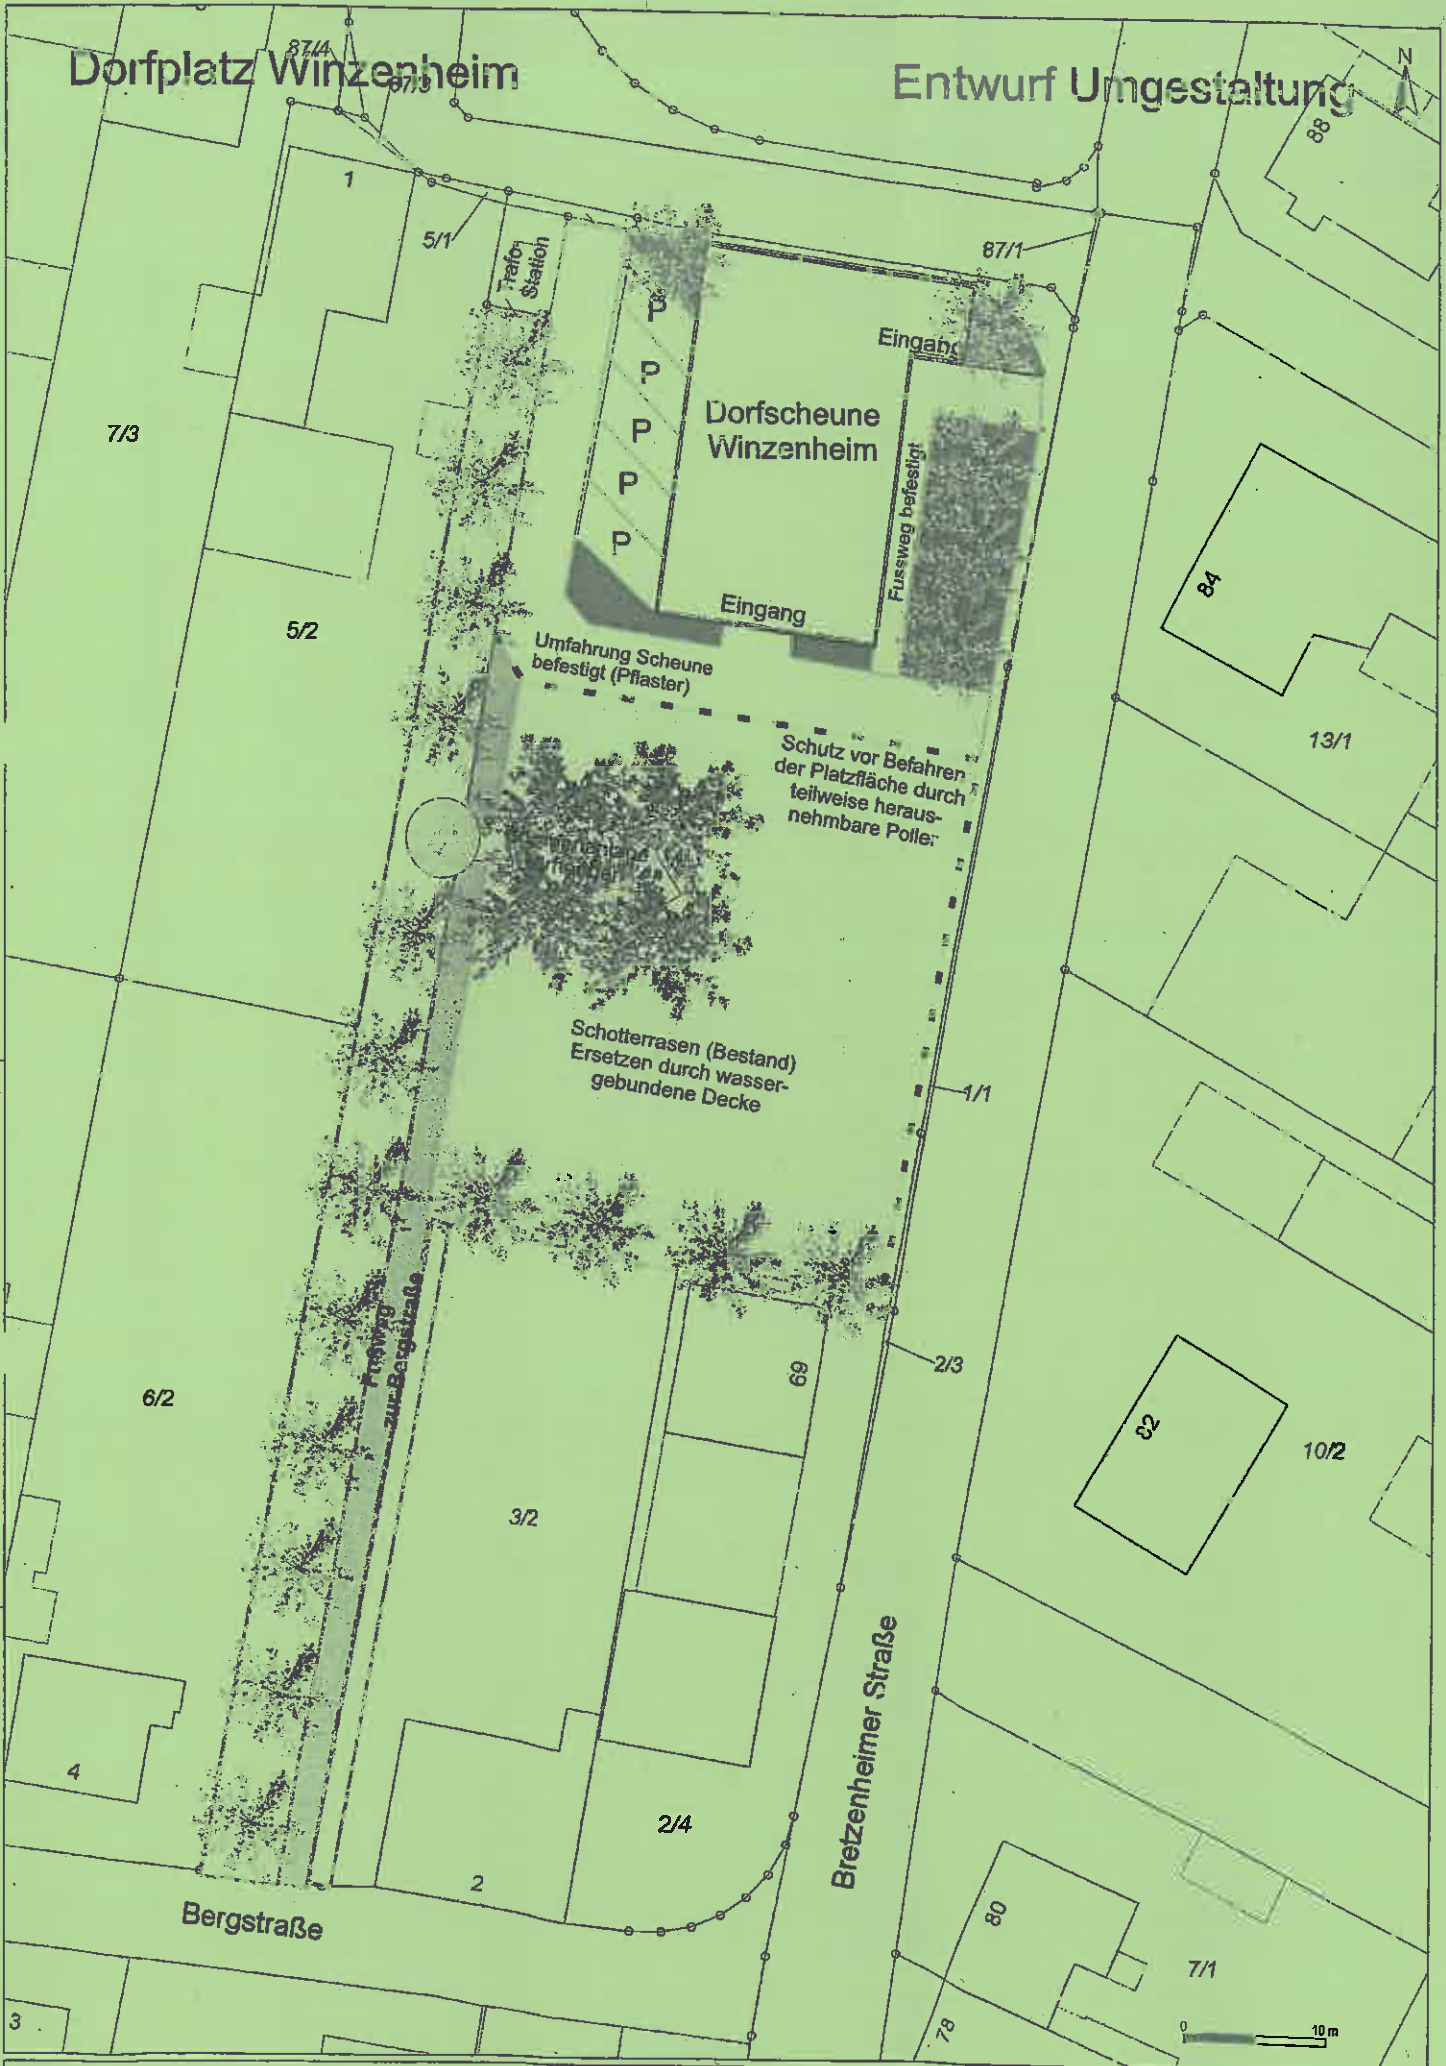 Dorfplatz Winzenheim
Entwurf Umgestaltung
N
87/4
87/3
88
1
5/1
87/1
Trafo-
Station
P
P
P
P
P
Eingang
Dorfscheune
Winzenheim
Fussweg befestigt
7/3
84
Eingang
5/2
Umfahrung Scheune
befestigt (Pflaster)
13/1
Schutz vor Befahren
der Platzfläche durch
teilweise heraus-
nehmbare Poller
Schotterrasen (Bestand)
Ersetzen durch wasser-
gebundene Decke
1/1
Fußweg
zur Bergstraße
69
2/3
6/2
82
10/2
3/2
Bretzenheimer Straße
4
2/4
2
Bergstraße
80
7/1
3
78
0
10 m